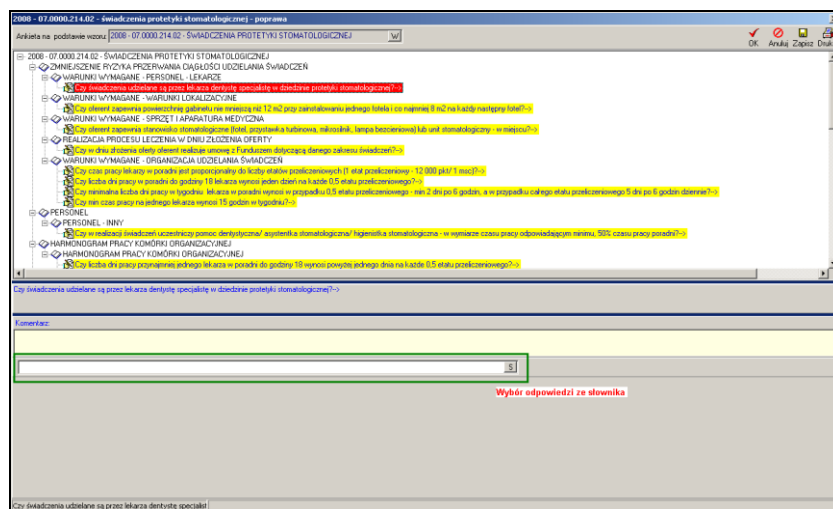 2008 - 07.0000.214.02 - świadczenia protetyki stomatologicznej - poprawa
Ankieta na podstawie wzoru: 2008 - 07.0000.214.02 - ŚWIADCZENIA PROTETYKI STOMATOLOGICZNEJ W
OK Anuluj Zapisz Druk
2008 - 07.0000.214.02 - ŚWIADCZENIA PROTETYKI STOMATOLOGICZNEJ
ZMNIEJSZENIE RYZYKA PRZERWANIA CIĄGŁOŚCI UDZIELANIA ŚWIADCZEŃ
WARUNKI WYMAGANE - PERSONEL - LEKARZE
Czy świadczenia udzielane są przez lekarza dentystę specjalistę w dziedzinie protetyki stomatologicznej?-->
WARUNKI WYMAGANE - WARUNKI LOKALIZACYJNE
Czy oferent zapewnia powierzchnię gabinetu nie mniejszą niż 12 m2 przy zainstalowaniu jednego fotela i co najmniej 8 m2 na każdy następny fotel?-->
WARUNKI WYMAGANE - SPRZĘT I APARATURA MEDYCZNA
Czy oferent zapewnia stanowisko stomatologiczne (fotel, przystawka turbinowa, mikrosilnik, lampa bezcieniowa) lub unit stomatologiczny - w miejscu?-->
REALIZACJA PROCESU LECZENIA W DNIU ZŁOŻENIA OFERTY
Czy w dniu złożenia oferty oferent realizuje umowę z Funduszem dotyczącą danego zakresu świadczeń?-->
WARUNKI WYMAGANE - ORGANIZACJA UDZIELANIA ŚWIADCZEŃ
Czy czas pracy lekarzy w poradni jest proporcjonalny do liczby etatów przeliczeniowych (1 etat przeliczeniowy - 12 000 pkt/ 1 msc)?-->
Czy liczba dni pracy w poradni do godziny 18 lekarza wynosi jeden dzień na każde 0,5 etatu przeliczeniowego?-->
Czy minimalna liczba dni pracy w tygodniu lekarza w poradni wynosi w przypadku 0,5 etatu przeliczeniowego - min 2 dni po 6 godzin, a w przypadku całego etatu przeliczeniowego 5 dni po 6 godzin dziennie?-->
Czy min czas pracy na jednego lekarza wynosi 15 godzin w tygodniu?-->
PERSONEL
PERSONEL - INNY
Czy w realizacji świadczeń uczestniczy pomoc dentystyczna/ asystentka stomatologiczna/ higienistka stomatologiczna - w wymiarze czasu pracy odpowiadającym minimu, 50% czasu pracy poradni?-->
HARMONOGRAM PRACY KOMÓRKI ORGANIZACYJNEJ
HARMONOGRAM PRACY KOMÓRKI ORGANIZACYJNEJ
Czy liczba dni pracy przynajmniej jednego lekarza w poradni do godziny 18 wynosi powyżej jednego dnia na każde 0,5 etatu przeliczeniowego?-->
Czy świadczenia udzielane są przez lekarza dentystę specjalistę w dziedzinie protetyki stomatologicznej?-->
Komentarz:
S
Wybór odpowiedzi ze słownika
Czy świadczenia udzielane są przez lekarza dentystę specjalist